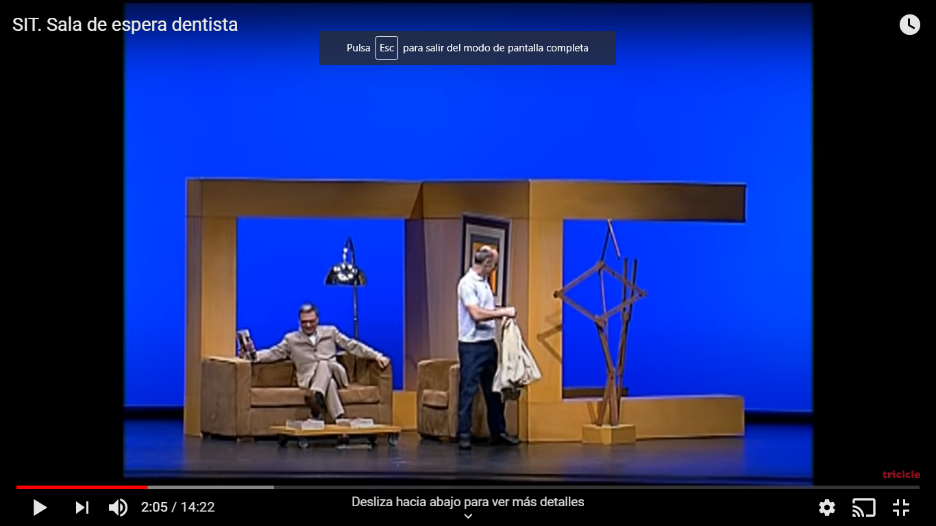 SIT. Sala de espera dentista
Pulsa Esc para salir del modo de pantalla completa
tricicle
2:05 / 14:22
Desliza hacia abajo para ver más detalles